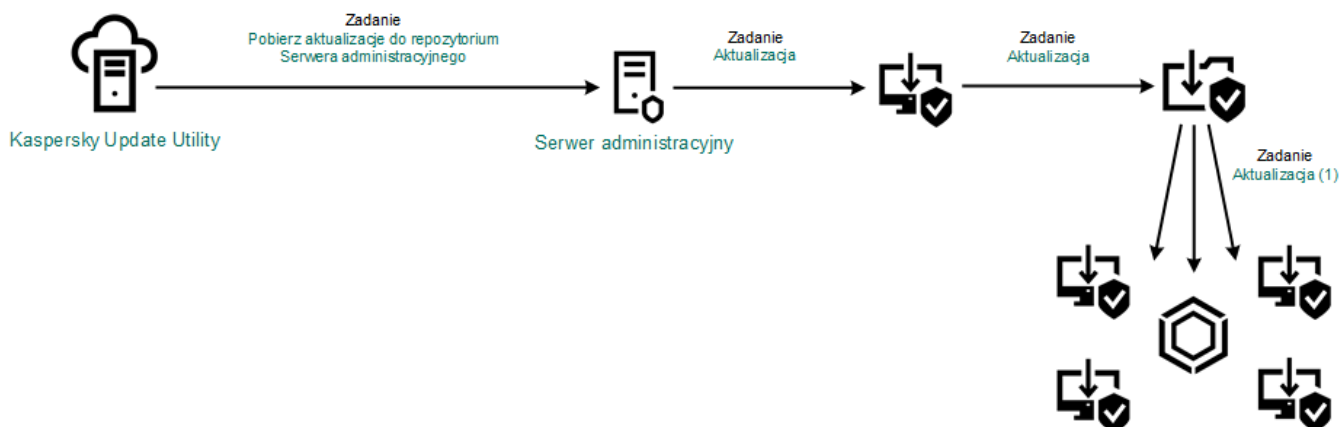 Zadanie
Pobierz aktualizacje do repozytorium
Serwera administracyjnego
Zadanie
Aktualizacja
Zadanie
Aktualizacja
Kaspersky Update Utility
Serwer administracyjny
Zadanie
Aktualizacja (1)